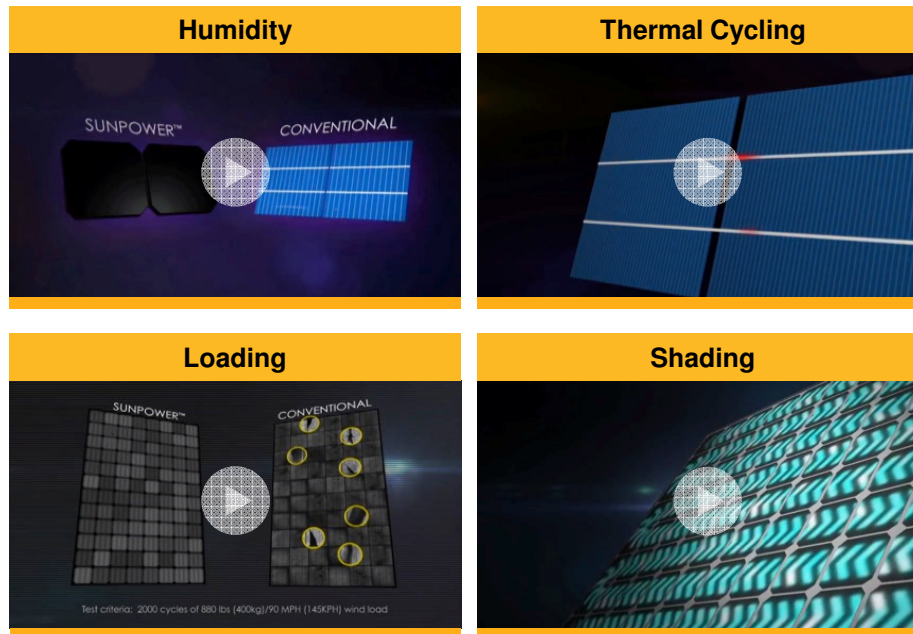 Humidity
Thermal Cycling
SUNPOWER™
CONVENTIONAL
Loading
Shading
SUNPOWER™
CONVENTIONAL
Test criteria: 2000 cycles of 880 lbs (400kg)/90 MPH (145KPH) wind load